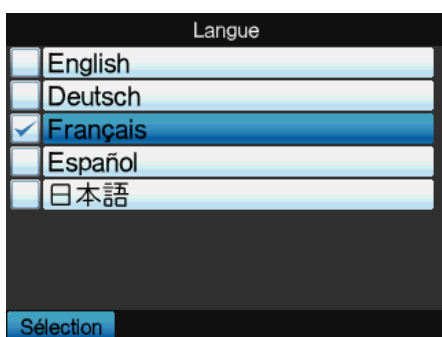 Langue
English
Deutsch
Français
Español
日本語
Sélection